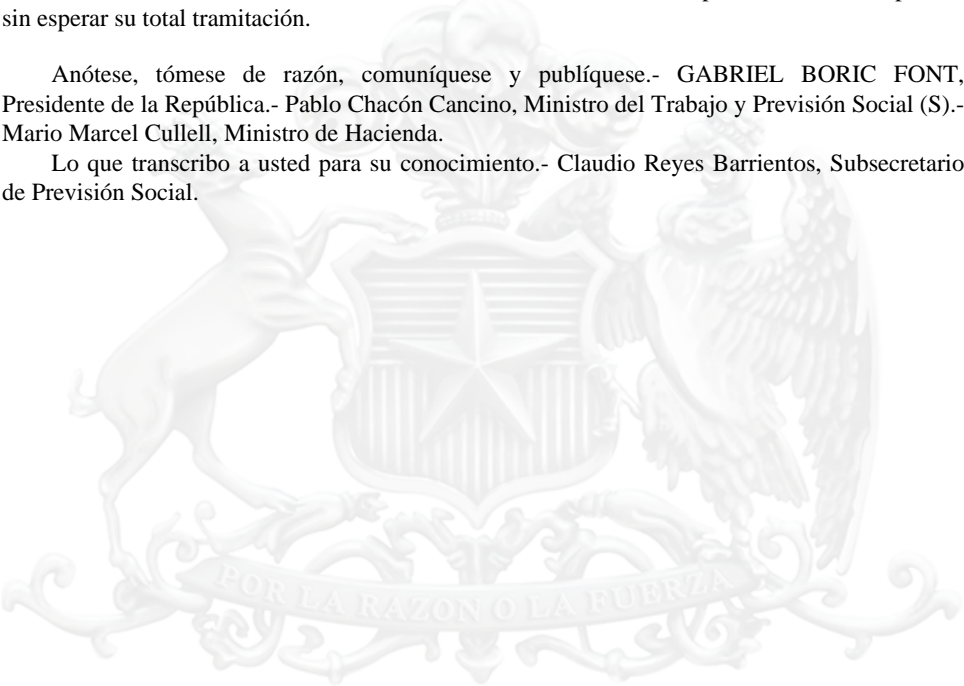 sin esperar su total tramitación.
Anótese, tómese de razón, comuníquese y publíquese.- GABRIEL BORIC FONT,
Presidente de la República.- Pablo Chacón Cancino, Ministro del Trabajo y Previsión Social (S).-
Mario Marcel Cullell, Ministro de Hacienda.
Lo que transcribo a usted para su conocimiento.- Claudio Reyes Barrientos, Subsecretario
de Previsión Social.
POR LA RAZON O LA FUERZA